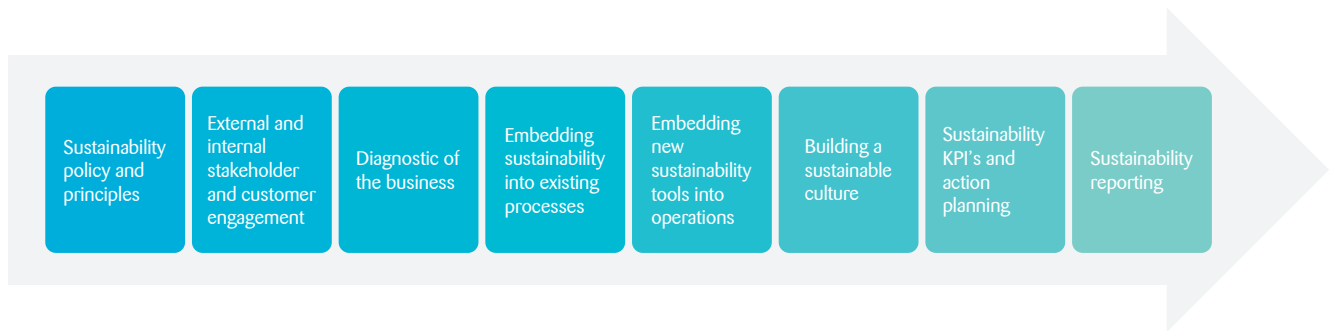 Sustainability
policy and
principles
External and
internal
stakeholder
and customer
engagement
Diagnostic of
the business
Embedding
sustainability
into existing
processes
Embedding
new
sustainability
tools into
operations
Building a
sustainable
culture
Sustainability
KPI's and
action
planning
Sustainability
reporting